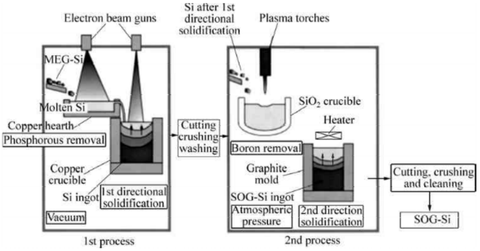 Electron beam guns
MEG-Si
Molten Si
Copper hearth
Phosphorous removal
Copper
crucible
Si ingot
1st directional
solidification
Vacuum
1st process
Cutting
crushing
washing
Si after 1st
directional
solidification
Plasma torches
SiO2 crucible
Heater
Boron removal
Graphite
mold
SOG-Si ingot
Atmospheric
pressure
2nd direction
solidification
2nd process
Cutting, crushing
and cleaning
SOG-Si